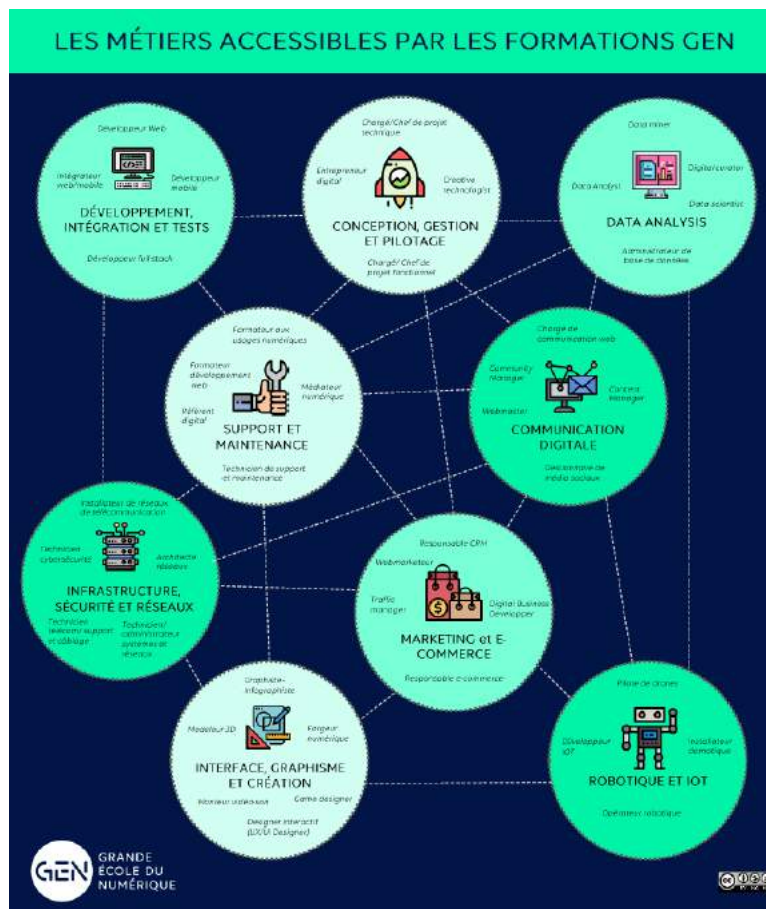 LES MÉTIERS ACCESSIBLES PAR LES FORMATIONS GEN
Développeur Web
Intégrateur
web/mobile
Développeur
mobile
DÉVELOPPEMENT,
INTÉGRATION ET TESTS
Développeur full stack
Chargé/Chef de projet
technique
Entrepreneur
digital
Creative
technologist
CONCEPTION, GESTION
ET PILOTAGE
Chargé/ Chef de
projet fonctionnel
Data miner
Digital curator
Data Analyst
Data scientist
DATA ANALYSIS
Administrateur de
base de données
Formateur aux
usages numériques
Formateur
développement
web
Médiateur
numérique
Référent
digital
SUPPORT ET
MAINTENANCE
Technicien de support
et maintenance
Chargé de
communication web
Community
Manager
Content
Manager
Webmaster
COMMUNICATION
DIGITALE
Gestionnaire de
média sociaux
Installateur de réseaux
de télécommunication
Technicien
cybersécurité
Architecte
réseaux
INFRASTRUCTURE,
SÉCURITÉ ET RÉSEAUX
Technicien
telecom/ support
et câblage
Technicien/
administrateur
systèmes et
réseaux
Responsable CRM
Webmarketeur
Traffic
manager
Digital Business
Developper
MARKETING et E-
COMMERCE
Responsable e-commerce
Graphiste-
infographiste
Modeleur 3D
Forgeur
numérique
INTERFACE, GRAPHISME
ET CRÉATION
Monteur vidéo-son
Game designer
Designer interactif
(UX/UI Designer)
Pilote de drones
Développeur
IOT
Installateur
domotique
ROBOTIQUE ET IOT
Opérateur robotique
GEN
GRANDE
ÉCOLE DU
NUMÉRIQUE